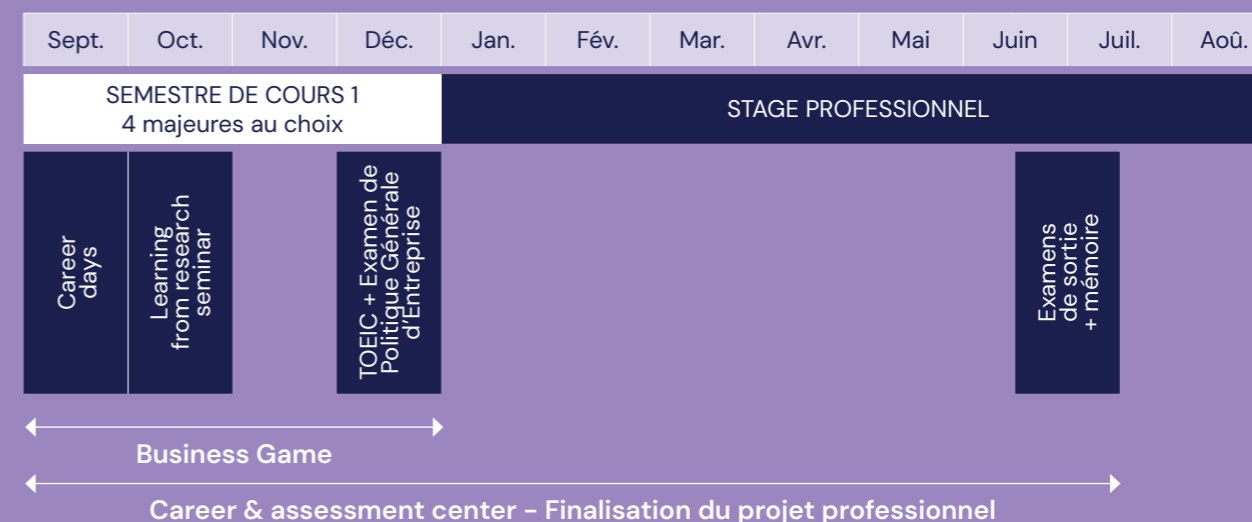 Sept. Oct. Nov. Déc. Jan. Fév. Mar. Avr. Mai Juin Juil. Aoû.
SEMESTRE DE COURS 1
4 majeures au choix
STAGE PROFESSIONNEL
Career
days
Learning
from research
seminar
TOEIC + Examen de
Politique Générale
d'Entreprise
Examens
de sortie
+ mémoire
Business Game
Career & assessment center – Finalisation du projet professionnel